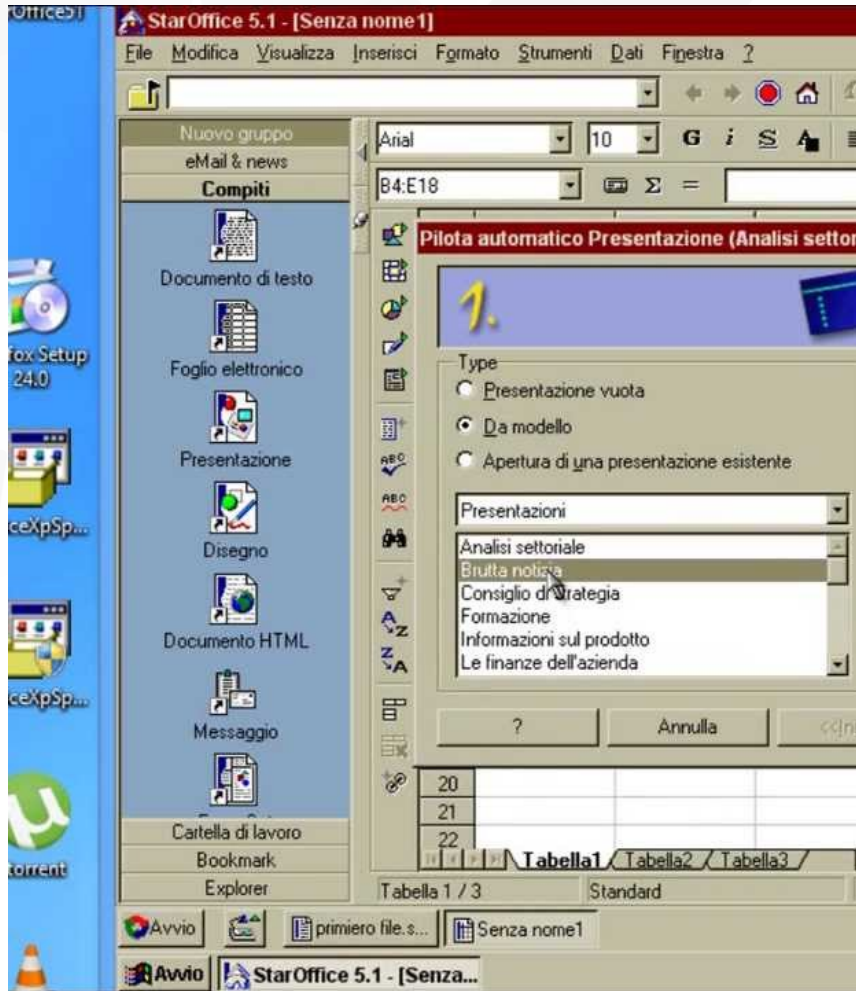 StarOffice 5.1 - [Senza nome1]
File Modifica Visualizza Inserisci Formato Strumenti Dati Finestra ?
Nuovo gruppo
eMail & news
Compiti
Documento di testo
Foglio elettronico
Presentazione
Disegno
Documento HTML
Messaggio
Cartella di lavoro
Bookmark
Explorer
Arial 10 G i S A
B4:E18 Σ =
Pilota automatico Presentazione (Analisi settor
1.
Type
Presentazione vuota
Da modello
Apertura di una presentazione esistente
Presentazioni
Analisi settoriale
Brutta notizia
Consiglio di strategia
Formazione
Informazioni sul prodotto
Le finanze dell'azienda
? Annulla
ABC
ABC
A Z
Z A
20
21
22
Tabella1 Tabella2 Tabella3
Tabella 1 / 3 Standard
Avvio primiero file.s... Senza nome1
Avvio StarOffice 5.1 - [Senza...
fox Setup
24.0
ceXpSp...
ceXpSp...
torrent